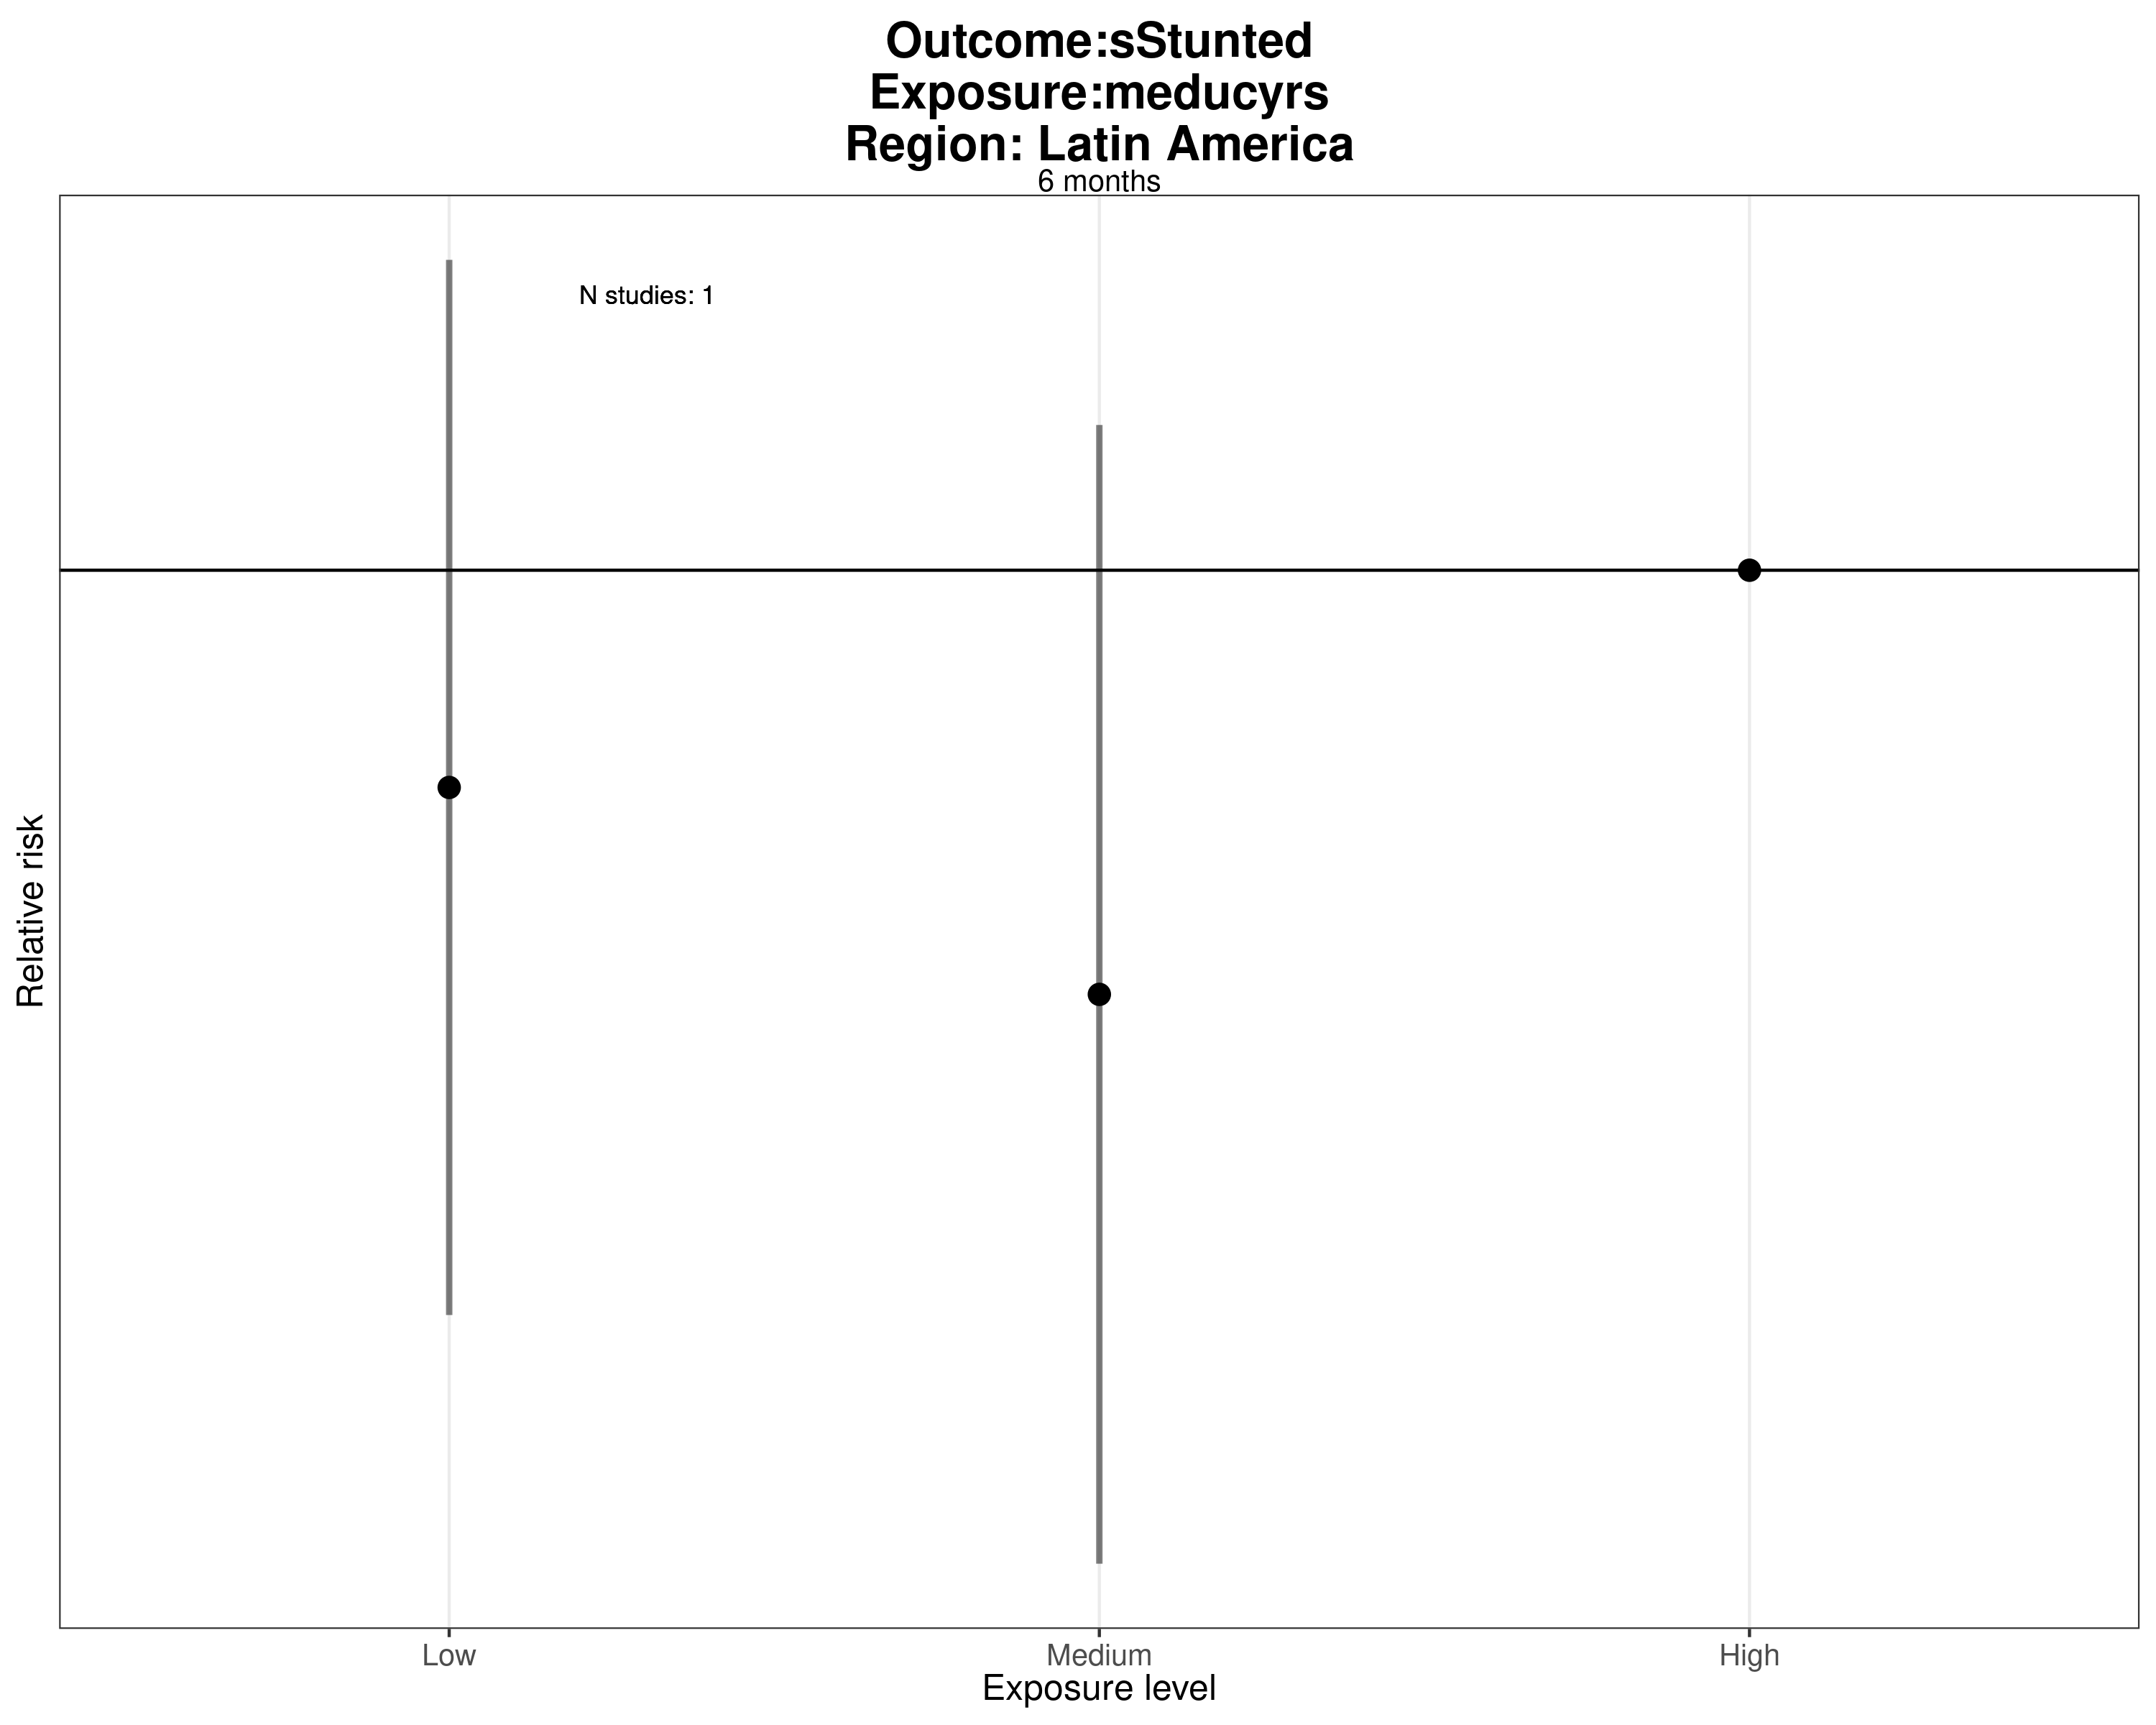 Outcome:sStunted
Exposure:meducyrs
Region: Latin America
6 months
N studies: 1
Relative risk
Low Medium High
Exposure level